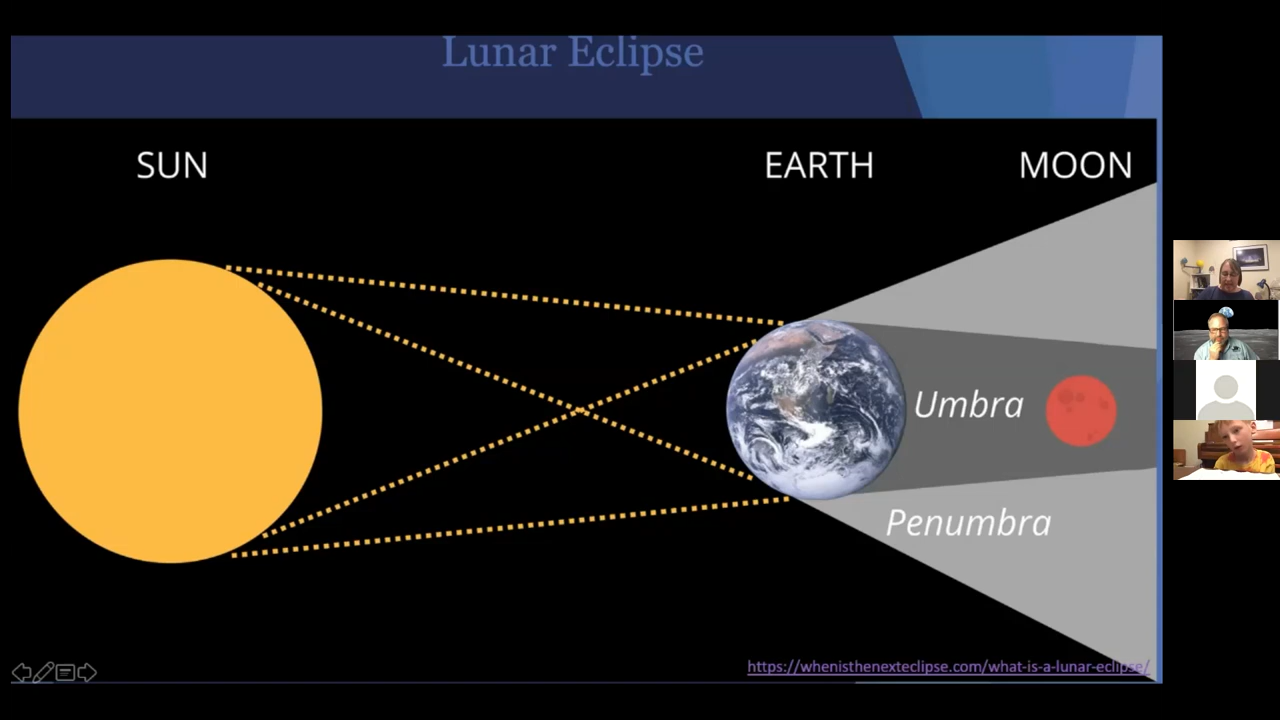 Lunar Eclipse
SUN
EARTH
MOON
Umbra
Penumbra
https://whenisthenexteclipse.com/what-is-a-lunar-eclipse/